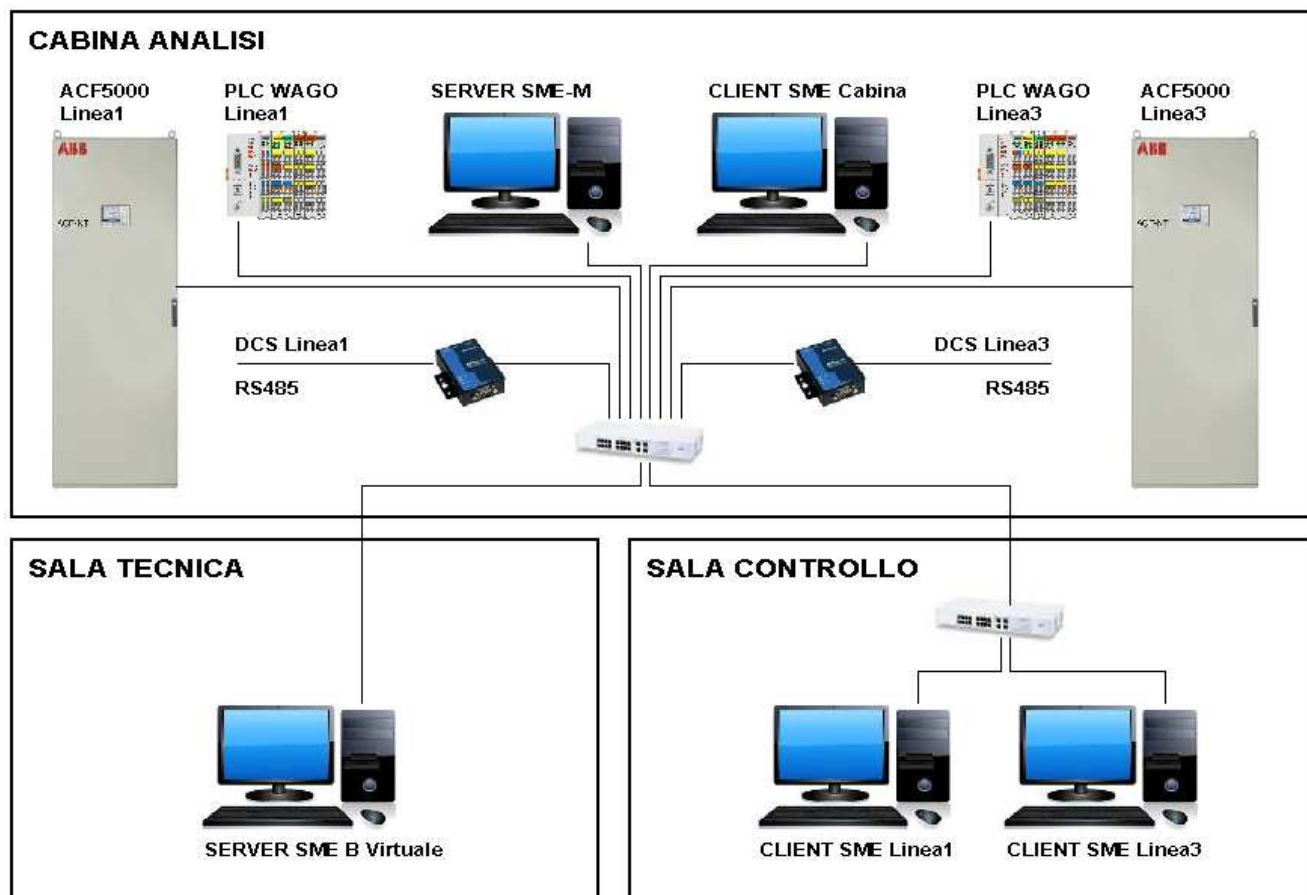 CABINA ANALISI
ACF5000
Linea1
PLC WAGO
Linea1
SERVER SME-M
CLIENT SME Cabina
PLC WAGO
Linea3
ACF5000
Linea3
ABB
ABB
DCS Linea1
RS485
DCS Linea3
RS485
SALA TECNICA
SERVER SME B Virtuale
SALA CONTROLLO
CLIENT SME Linea1
CLIENT SME Linea3